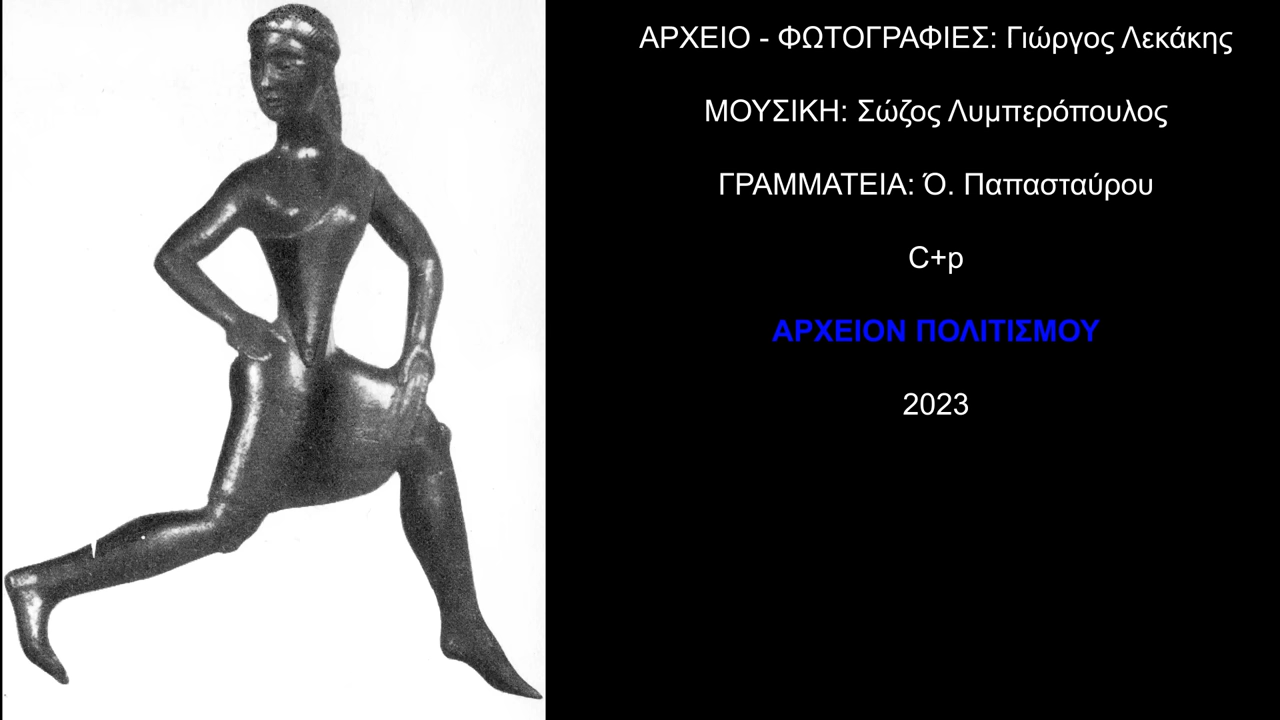 ΑΡΧΕΙΟ - ΦΩΤΟΓΡΑΦΙΕΣ: Γιώργος Λεκάκης
ΜΟΥΣΙΚΗ: Σώζος Λυμπερόπουλος
ΓΡΑΜΜΑΤΕΙΑ: Ό. Παπασταύρου
C+p
ΑΡΧΕΙΟΝ ΠΟΛΙΤΙΣΜΟΥ
2023